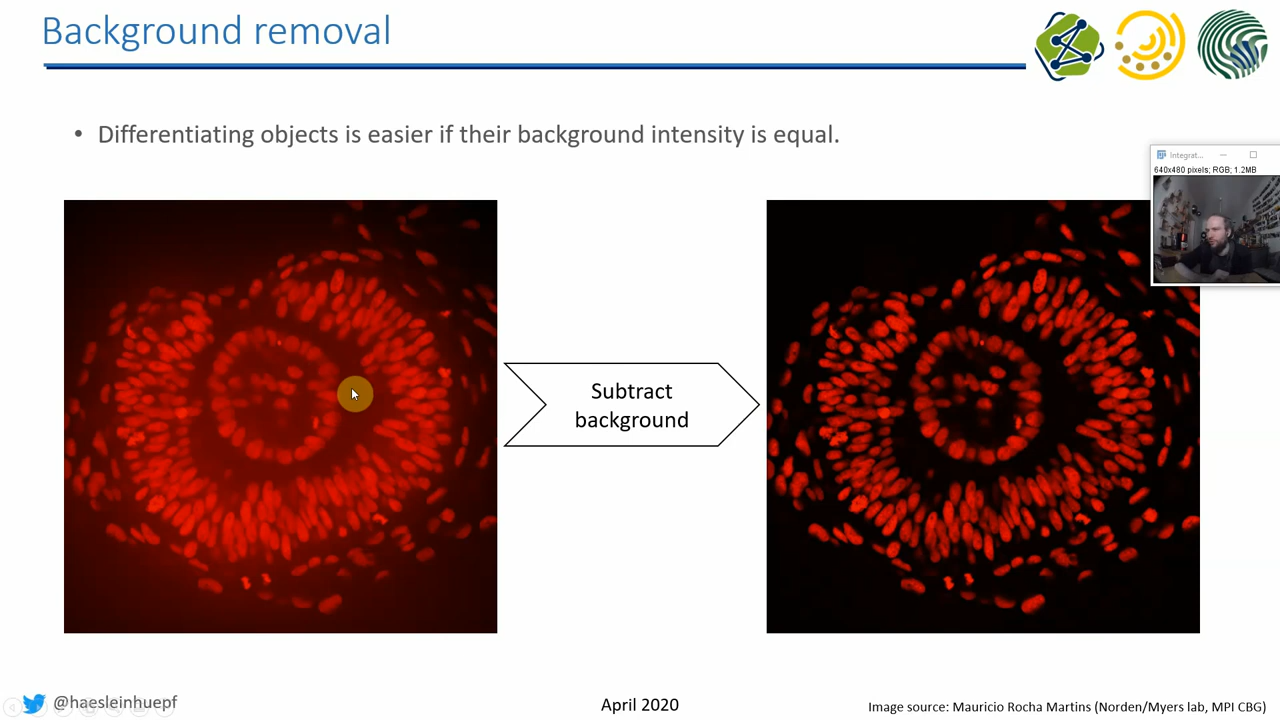 Background removal
• Differentiating objects is easier if their background intensity is equal.
Integrat...
640x480 pixels; RGB; 1.2MB
Subtract
background
@haesleinhuepf
April 2020
Image source: Mauricio Rocha Martins (Norden/Myers lab, MPI CBG)